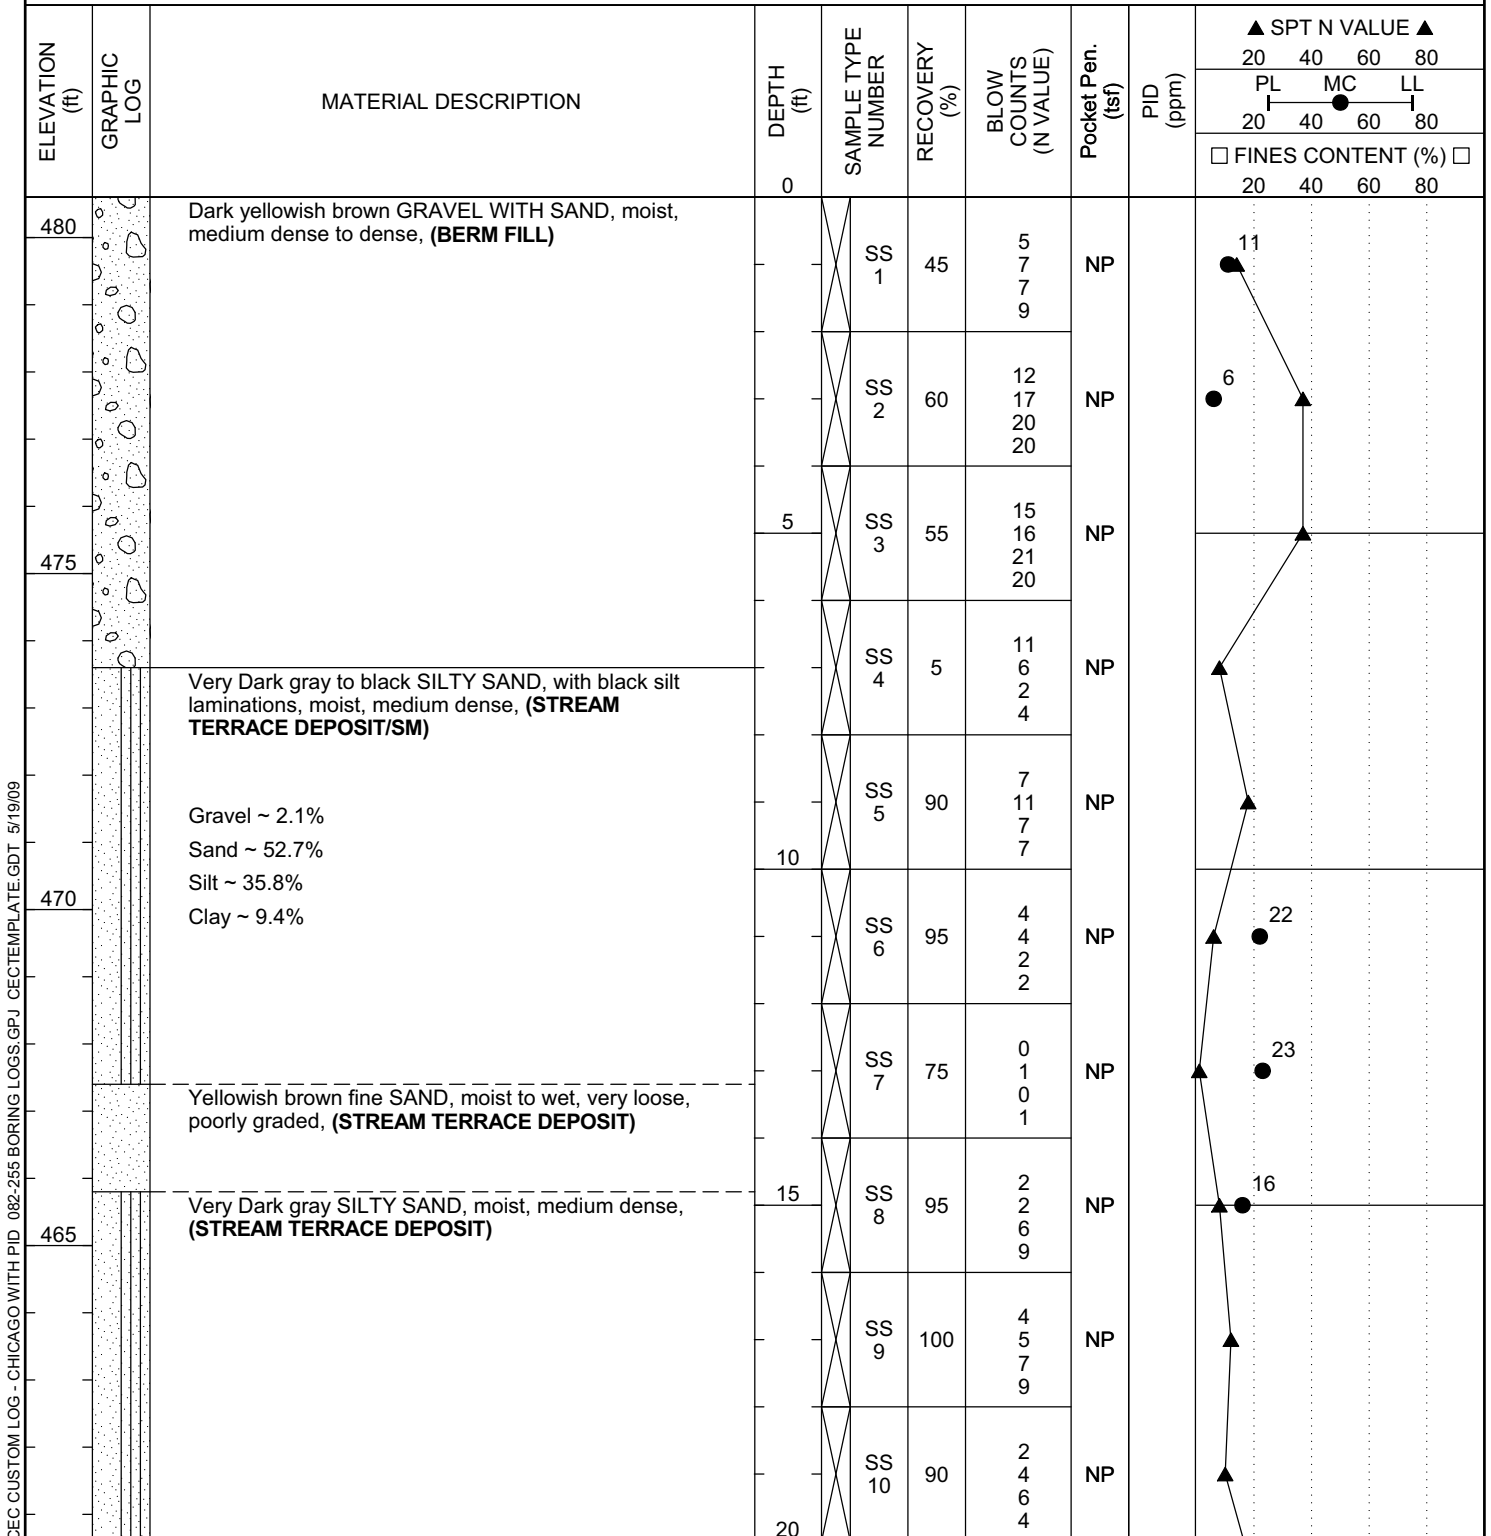 ELEVATION
(ft)
GRAPHIC
LOG
MATERIAL DESCRIPTION
DEPTH
(ft)
SAMPLE TYPE
NUMBER
RECOVERY
(%)
BLOW
COUNTS
(N VALUE)
Pocket Pen.
(tsf)
PID
(ppm)
▲ SPT N VALUE ▲
20 40 60 80
PL MC LL
20 40 60 80
□ FINES CONTENT (%) □
20 40 60 80
0
480
Dark yellowish brown GRAVEL WITH SAND, moist,
medium dense to dense, (BERM FILL)
SS
1
45
5
7
7
9
NP
11
SS
2
60
12
17
20
20
NP
6
5
SS
3
55
15
16
21
20
NP
475
SS
4
5
11
6
2
4
NP
Very Dark gray to black SILTY SAND, with black silt
laminations, moist, medium dense, (STREAM
TERRACE DEPOSIT/SM)
Gravel ~ 2.1%
Sand ~ 52.7%
Silt ~ 35.8%
Clay ~ 9.4%
SS
5
90
7
11
7
7
NP
10
470
SS
6
95
4
4
2
2
NP
22
SS
7
75
0
1
0
1
NP
23
Yellowish brown fine SAND, moist to wet, very loose,
poorly graded, (STREAM TERRACE DEPOSIT)
15
SS
8
95
2
2
6
9
NP
16
Very Dark gray SILTY SAND, moist, medium dense,
(STREAM TERRACE DEPOSIT)
465
SS
9
100
4
5
7
9
NP
SS
10
90
2
4
6
4
NP
20
CEC CUSTOM LOG - CHICAGO WITH PID 082-255 BORING LOGS.GPJ CECTEMPLATE.GDT 5/19/09